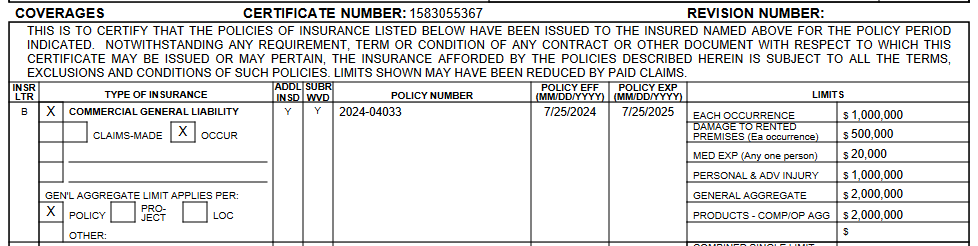 COVERAGES CERTIFICATE NUMBER: 1583055367 REVISION NUMBER:
THIS IS TO CERTIFY THAT THE POLICIES OF INSURANCE LISTED BELOW HAVE BEEN ISSUED TO THE INSURED NAMED ABOVE FOR THE POLICY PERIOD
INDICATED. NOTWITHSTANDING ANY REQUIREMENT, TERM OR CONDITION OF ANY CONTRACT OR OTHER DOCUMENT WITH RESPECT TO WHICH THIS
CERTIFICATE MAY BE ISSUED OR MAY PERTAIN, THE INSURANCE AFFORDED BY THE POLICIES DESCRIBED HEREIN IS SUBJECT TO ALL THE TERMS,
EXCLUSIONS AND CONDITIONS OF SUCH POLICIES. LIMITS SHOWN MAY HAVE BEEN REDUCED BY PAID CLAIMS.
INSR LTR TYPE OF INSURANCE ADDL INSD SUBR WVD POLICY NUMBER POLICY EFF (MM/DD/YYYY) POLICY EXP (MM/DD/YYYY) LIMITS
B X COMMERCIAL GENERAL LIABILITY Y Y 2024-04033 7/25/2024 7/25/2025 EACH OCCURRENCE $ 1,000,000
CLAIMS-MADE X OCCUR DAMAGE TO RENTED PREMISES (Ea occurrence) $ 500,000
MED EXP (Any one person) $ 20,000
PERSONAL & ADV INJURY $ 1,000,000
GEN'L AGGREGATE LIMIT APPLIES PER: GENERAL AGGREGATE $ 2,000,000
X POLICY PRO-JECT LOC PRODUCTS - COMP/OP AGG $ 2,000,000
OTHER: $